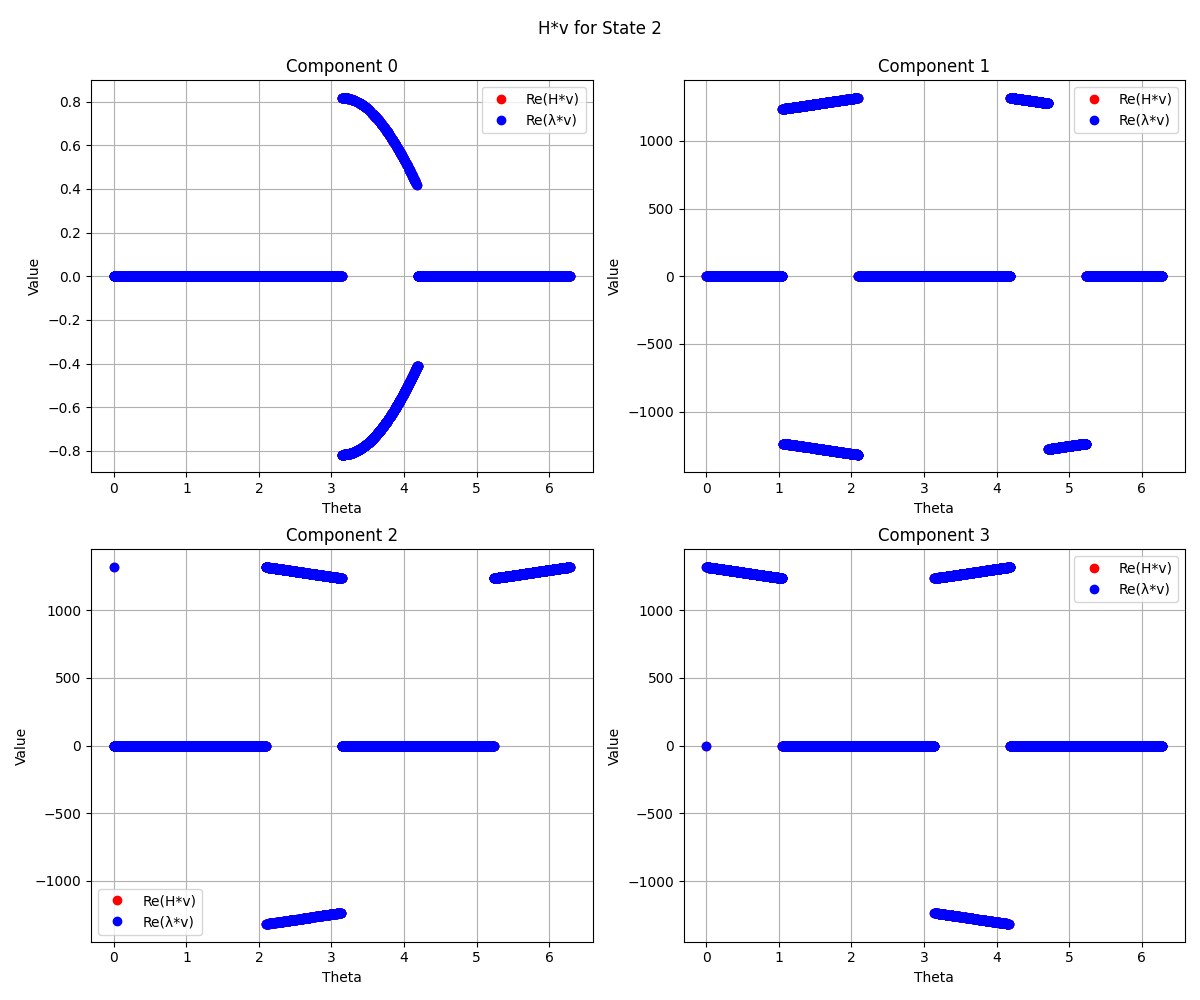 H*v for State 2
Component 0
Re(H*v)
Re(λ*v)
0.8
0.6
0.4
0.2
0.0
−0.2
−0.4
−0.6
−0.8
Value
0 1 2 3 4 5 6
Theta
Component 1
Re(H*v)
Re(λ*v)
1000
500
0
−500
−1000
Value
0 1 2 3 4 5 6
Theta
Component 2
1000
500
0
−500
−1000
Value
Re(H*v)
Re(λ*v)
0 1 2 3 4 5 6
Theta
Component 3
Re(H*v)
Re(λ*v)
1000
500
0
−500
−1000
Value
0 1 2 3 4 5 6
Theta